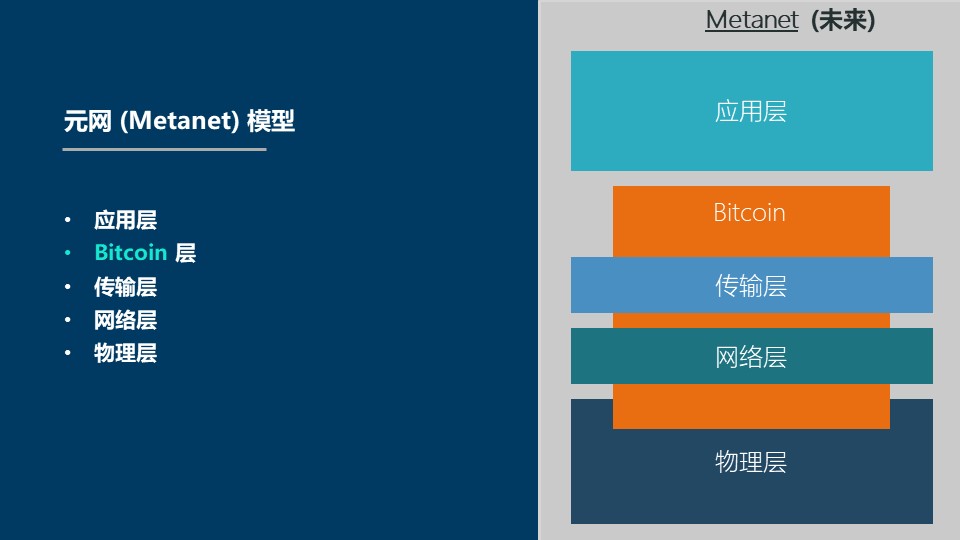 元网 (Metanet) 模型
• 应用层
• Bitcoin 层
• 传输层
• 网络层
• 物理层
Metanet (未来)
应用层
Bitcoin
传输层
网络层
物理层